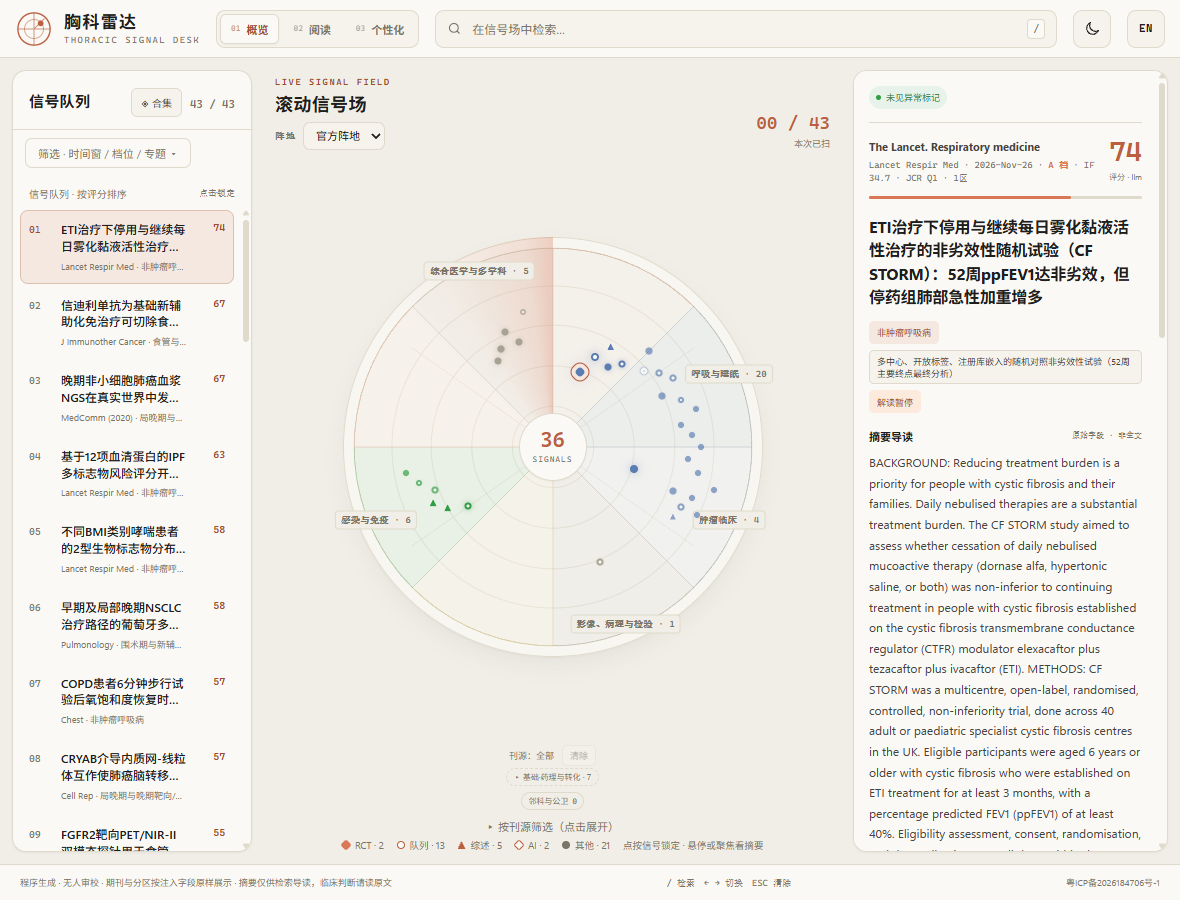 胸科雷达
THORACIC SIGNAL DESK
01 概览
02 阅读
03 个性化
在信号场中检索...
/
EN
信号队列
◈ 合集
43 / 43
筛选 · 时间窗 / 档位 / 专题
信号队列 · 按评分排序
点击锁定
01
ETI治疗下停用与继续每
日雾化黏液活性治疗...
74
Lancet Respir Med · 非肿瘤呼...
02
信迪利单抗为基础新辅
助化免治疗可切除食...
67
J Immunother Cancer · 食管与...
03
晚期非小细胞肺癌血浆
NGS在真实世界中发...
67
MedComm (2020) · 局晚期与...
04
基于12项血清蛋白的IPF
多标志物风险评分开...
63
Lancet Respir Med · 非肿瘤呼...
05
不同BMI类别哮喘患者
的2型生物标志物分布...
58
Lancet Respir Med · 非肿瘤呼...
06
早期及局部晚期NSCLC
治疗路径的葡萄牙多...
58
Pulmonology · 围术期与新辅...
07
COPD患者6分钟步行试
验后氧饱和度恢复时...
57
Chest · 非肿瘤呼吸病
08
CRYAB介导内质网-线粒
体互作使肺癌脑转移...
57
Cell Rep · 局晚期与晚期靶向/...
09
FGFR2靶向PET/NIR-II
55
LIVE SIGNAL FIELD
滚动信号场
阵地
官方阵地
00 / 43
本次已扫
综合医学与多学科 · 5
呼吸与睡眠 · 20
36
SIGNALS
感染与免疫 · 6
肿瘤临床 · 4
影像、病理与检验 · 1
刊源：全部
清除
基础·药理与转化 · 7
邻科与公卫 0
按刊源筛选（点击展开）
RCT · 2
队列 · 13
综述 · 5
AI · 2
其他 · 21
点按信号锁定 · 悬停或聚焦看摘要
未见异常标记
The Lancet. Respiratory medicine
74
Lancet Respir Med · 2026-Nov-26 · A 档 · IF
34.7 · JCR Q1 · 1区
评分 · llm
ETI治疗下停用与继续每日雾化黏液活
性治疗的非劣效性随机试验（CF
STORM）：52周ppFEV1达非劣效，但
停药组肺部急性加重增多
非肿瘤呼吸病
多中心、开放标签、注册库嵌入的随机对照非劣效性试验（52周
主要终点最终分析）
解读暂停
摘要导读
原始字段 · 非全文
BACKGROUND: Reducing treatment burden is a
priority for people with cystic fibrosis and their
families. Daily nebulised therapies are a substantial
treatment burden. The CF STORM study aimed to
assess whether cessation of daily nebulised
mucoactive therapy (dornase alfa, hypertonic
saline, or both) was non-inferior to continuing
treatment in people with cystic fibrosis established
on the cystic fibrosis transmembrane conductance
regulator (CFTR) modulator elexacaftor plus
tezacaftor plus ivacaftor (ETI). METHODS: CF
STORM was a multicentre, open-label, randomised,
controlled, non-inferiority trial, done across 40
adult or paediatric specialist cystic fibrosis centres
in the UK. Eligible participants were aged 6 years or
older with cystic fibrosis who were established on
ETI treatment for at least 3 months, with a
percentage predicted FEV1 (ppFEV1) of at least
40%. Eligibility assessment, consent, randomisation,
程序生成 · 无人审校 · 期刊与分区按注入字段原样展示 · 摘要仅供检索导读，临床判断请读原文
/ 检索 ← → 切换 ESC 清除
粤ICP备2026184706号-1